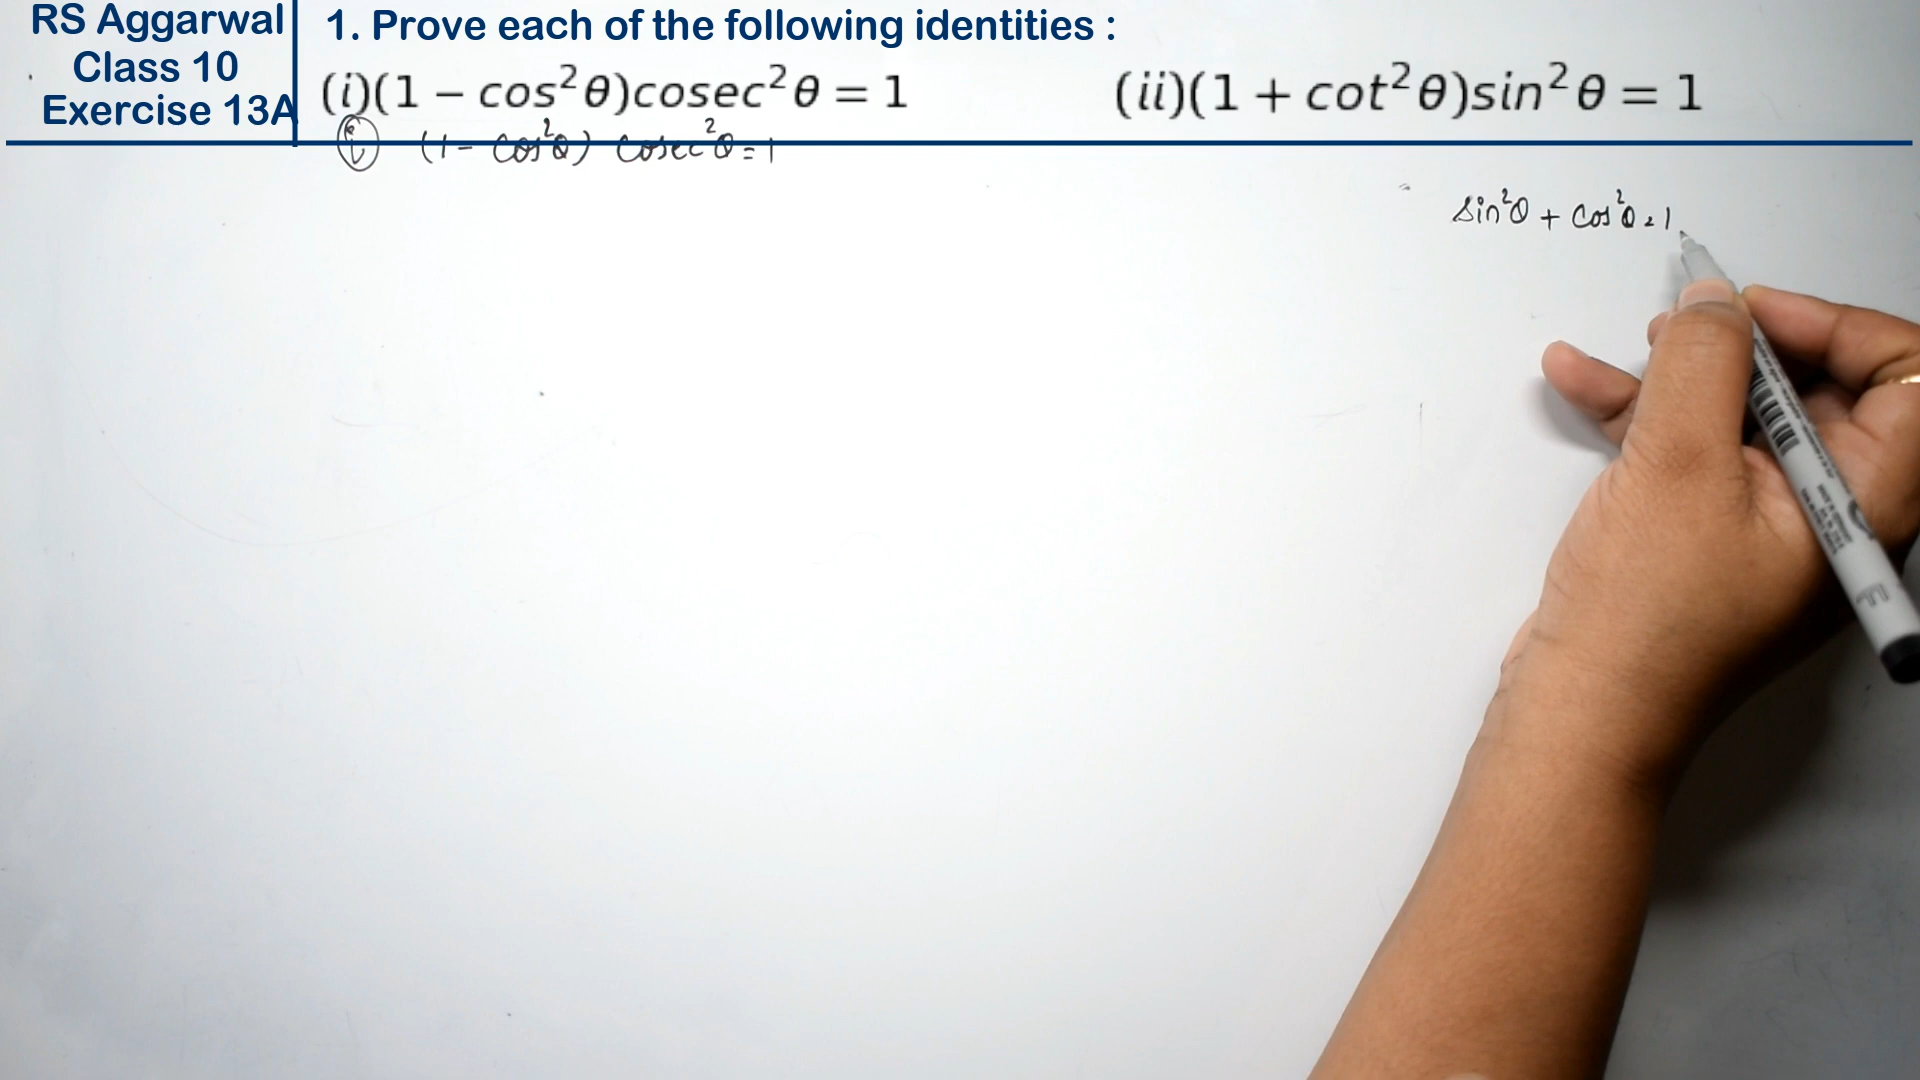 RS Aggarwal
Class 10
Exercise 13A
1. Prove each of the following identities :
(i)(1 − cos²θ)cosec²θ = 1
(ii)(1 + cot²θ)sin²θ = 1
(i) (1 - cos²θ) cosec²θ = 1
sin²θ + cos²θ = 1